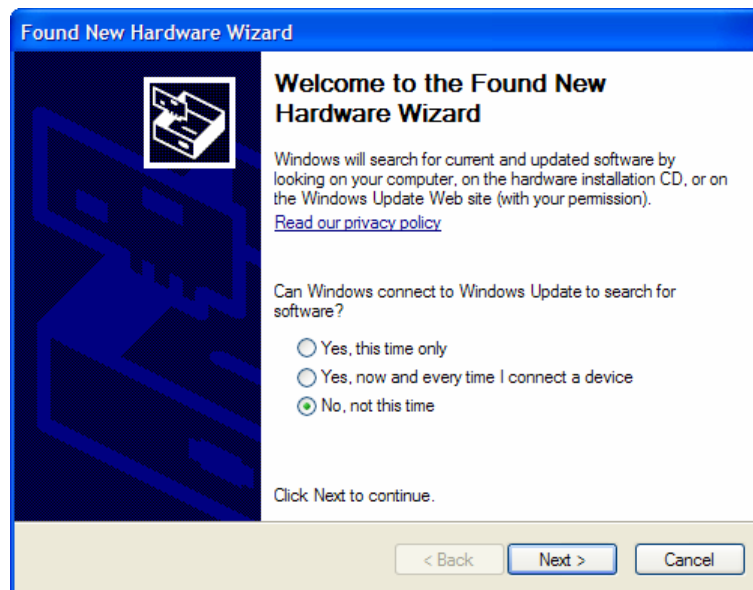 Found New Hardware Wizard
Welcome to the Found New
Hardware Wizard
Windows will search for current and updated software by
looking on your computer, on the hardware installation CD, or on
the Windows Update Web site (with your permission).
Read our privacy policy
Can Windows connect to Windows Update to search for
software?
Yes, this time only
Yes, now and every time I connect a device
No, not this time
Click Next to continue.
< Back
Next >
Cancel